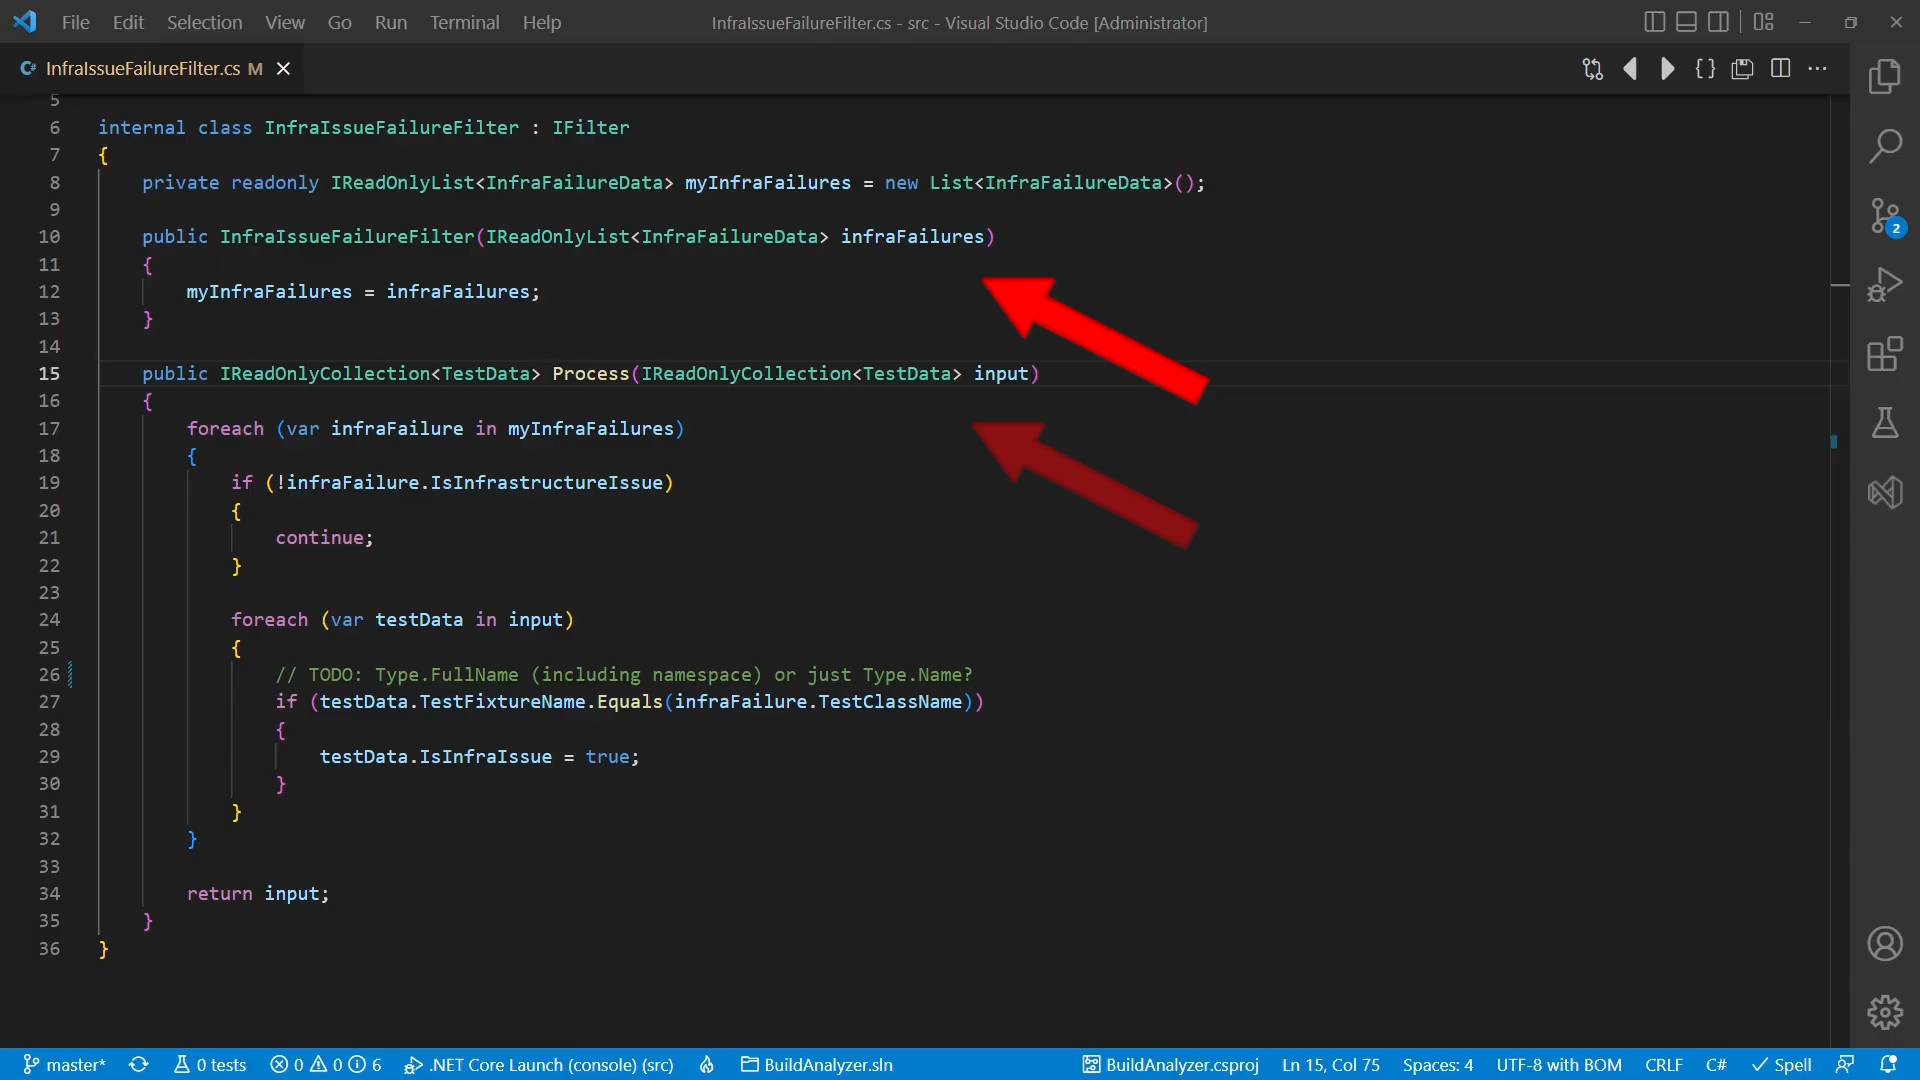 File Edit Selection View Go Run Terminal Help
InfraIssueFailureFilter.cs - src - Visual Studio Code [Administrator]
C# InfraIssueFailureFilter.cs M
5
6 internal class InfraIssueFailureFilter : IFilter
7 {
8 private readonly IReadOnlyList<InfraFailureData> myInfraFailures = new List<InfraFailureData>();
9
10 public InfraIssueFailureFilter(IReadOnlyList<InfraFailureData> infraFailures)
11 {
12 myInfraFailures = infraFailures;
13 }
14
15 public IReadOnlyCollection<TestData> Process(IReadOnlyCollection<TestData> input)
16 {
17 foreach (var infraFailure in myInfraFailures)
18 {
19 if (!infraFailure.IsInfrastructureIssue)
20 {
21 continue;
22 }
23
24 foreach (var testData in input)
25 {
26 // TODO: Type.FullName (including namespace) or just Type.Name?
27 if (testData.TestFixtureName.Equals(infraFailure.TestClassName))
28 {
29 testData.IsInfraIssue = true;
30 }
31 }
32 }
33
34 return input;
35 }
36 }
2
master* 0 tests 0 0 6 .NET Core Launch (console) (src) BuildAnalyzer.sln BuildAnalyzer.csproj Ln 15, Col 75 Spaces: 4 UTF-8 with BOM CRLF C# Spell